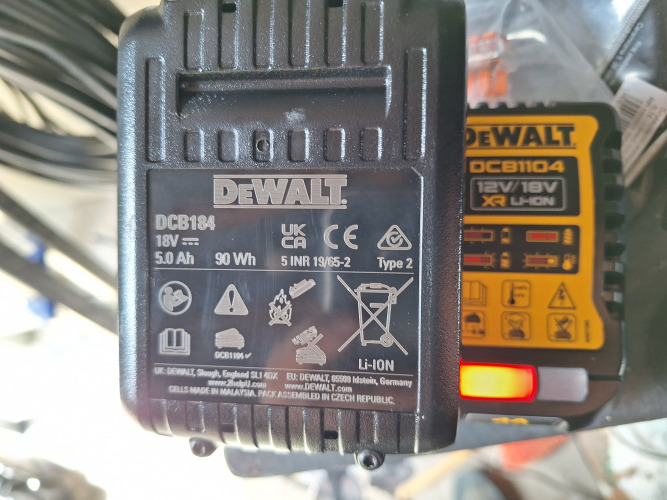 DEWALT
DCB184
18V
5.0 Ah 90 Wh 5 INR 19/65-2 Type 2
UK
CA
CE
DCB1104
Li-ION
UK: DEWALT, Slough, England SL1 4DX EU: DEWALT, 65510 Idstein, Germany
www.2helpU.com www.DEWALT.com
CELLS MADE IN MALAYSIA. PACK ASSEMBLED IN CZECH REPUBLIC.
DEWALT
DCB1104
12V/18V
XR LI-ION